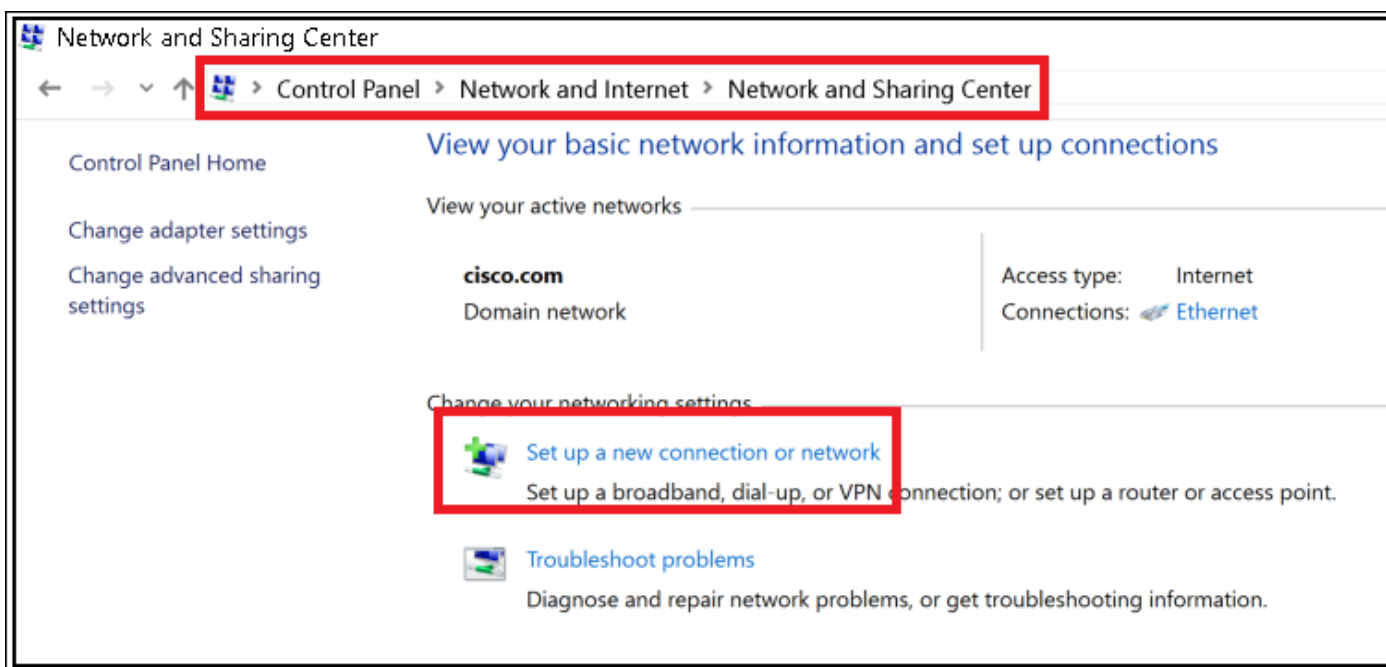 Network and Sharing Center
Control Panel > Network and Internet > Network and Sharing Center
Control Panel Home
Change adapter settings
Change advanced sharing
settings
View your basic network information and set up connections
View your active networks
cisco.com
Domain network
Access type: Internet
Connections: Ethernet
Change your networking settings
Set up a new connection or network
Set up a broadband, dial-up, or VPN connection; or set up a router or access point.
Troubleshoot problems
Diagnose and repair network problems, or get troubleshooting information.